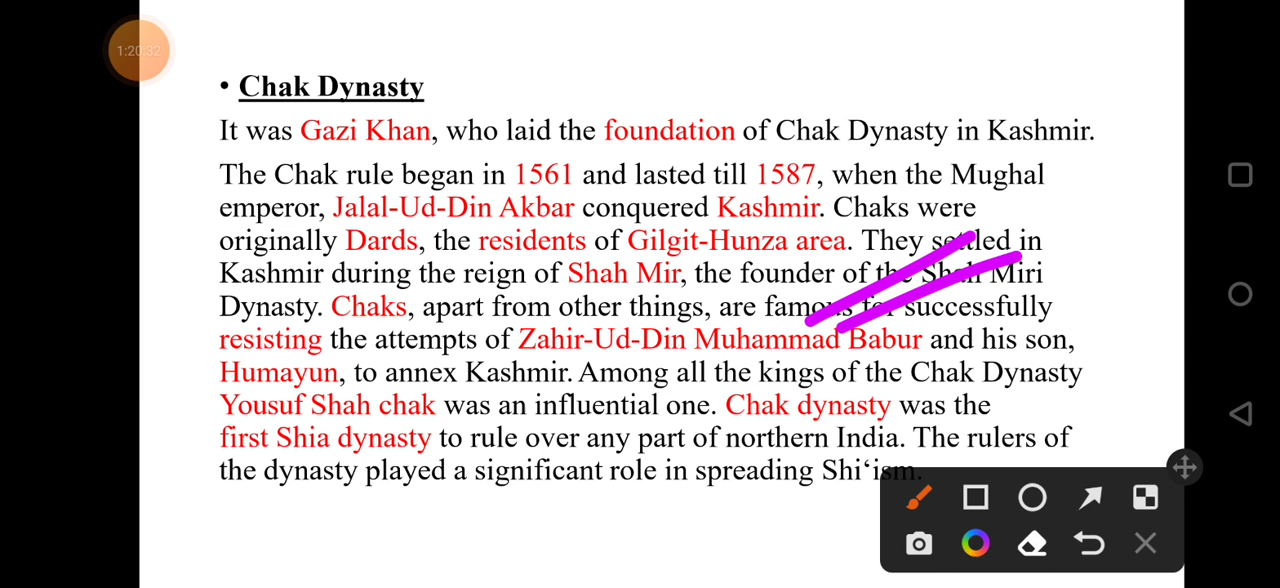 1:20:32
• Chak Dynasty
It was Gazi Khan, who laid the foundation of Chak Dynasty in Kashmir.
The Chak rule began in 1561 and lasted till 1587, when the Mughal
emperor, Jalal-Ud-Din Akbar conquered Kashmir. Chaks were
originally Dards, the residents of Gilgit-Hunza area. They settled in
Kashmir during the reign of Shah Mir, the founder of the Shah Miri
Dynasty. Chaks, apart from other things, are famous for successfully
resisting the attempts of Zahir-Ud-Din Muhammad Babur and his son,
Humayun, to annex Kashmir. Among all the kings of the Chak Dynasty
Yousuf Shah chak was an influential one. Chak dynasty was the
first Shia dynasty to rule over any part of northern India. The rulers of
the dynasty played a significant role in spreading Shi‘ism.